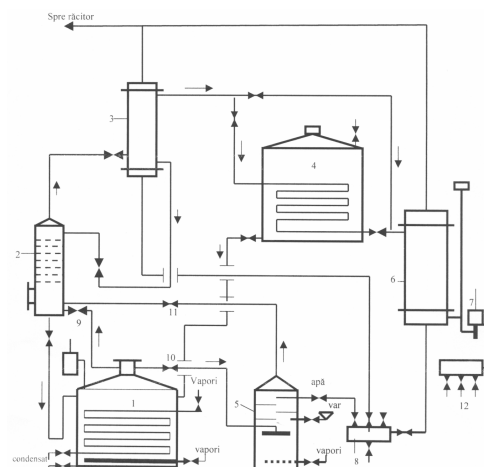 Spre răcitor
3
4
2
6
7
9
11
10
Vapori
12
1
5
apă
var
condensat
vapori
vapori
8